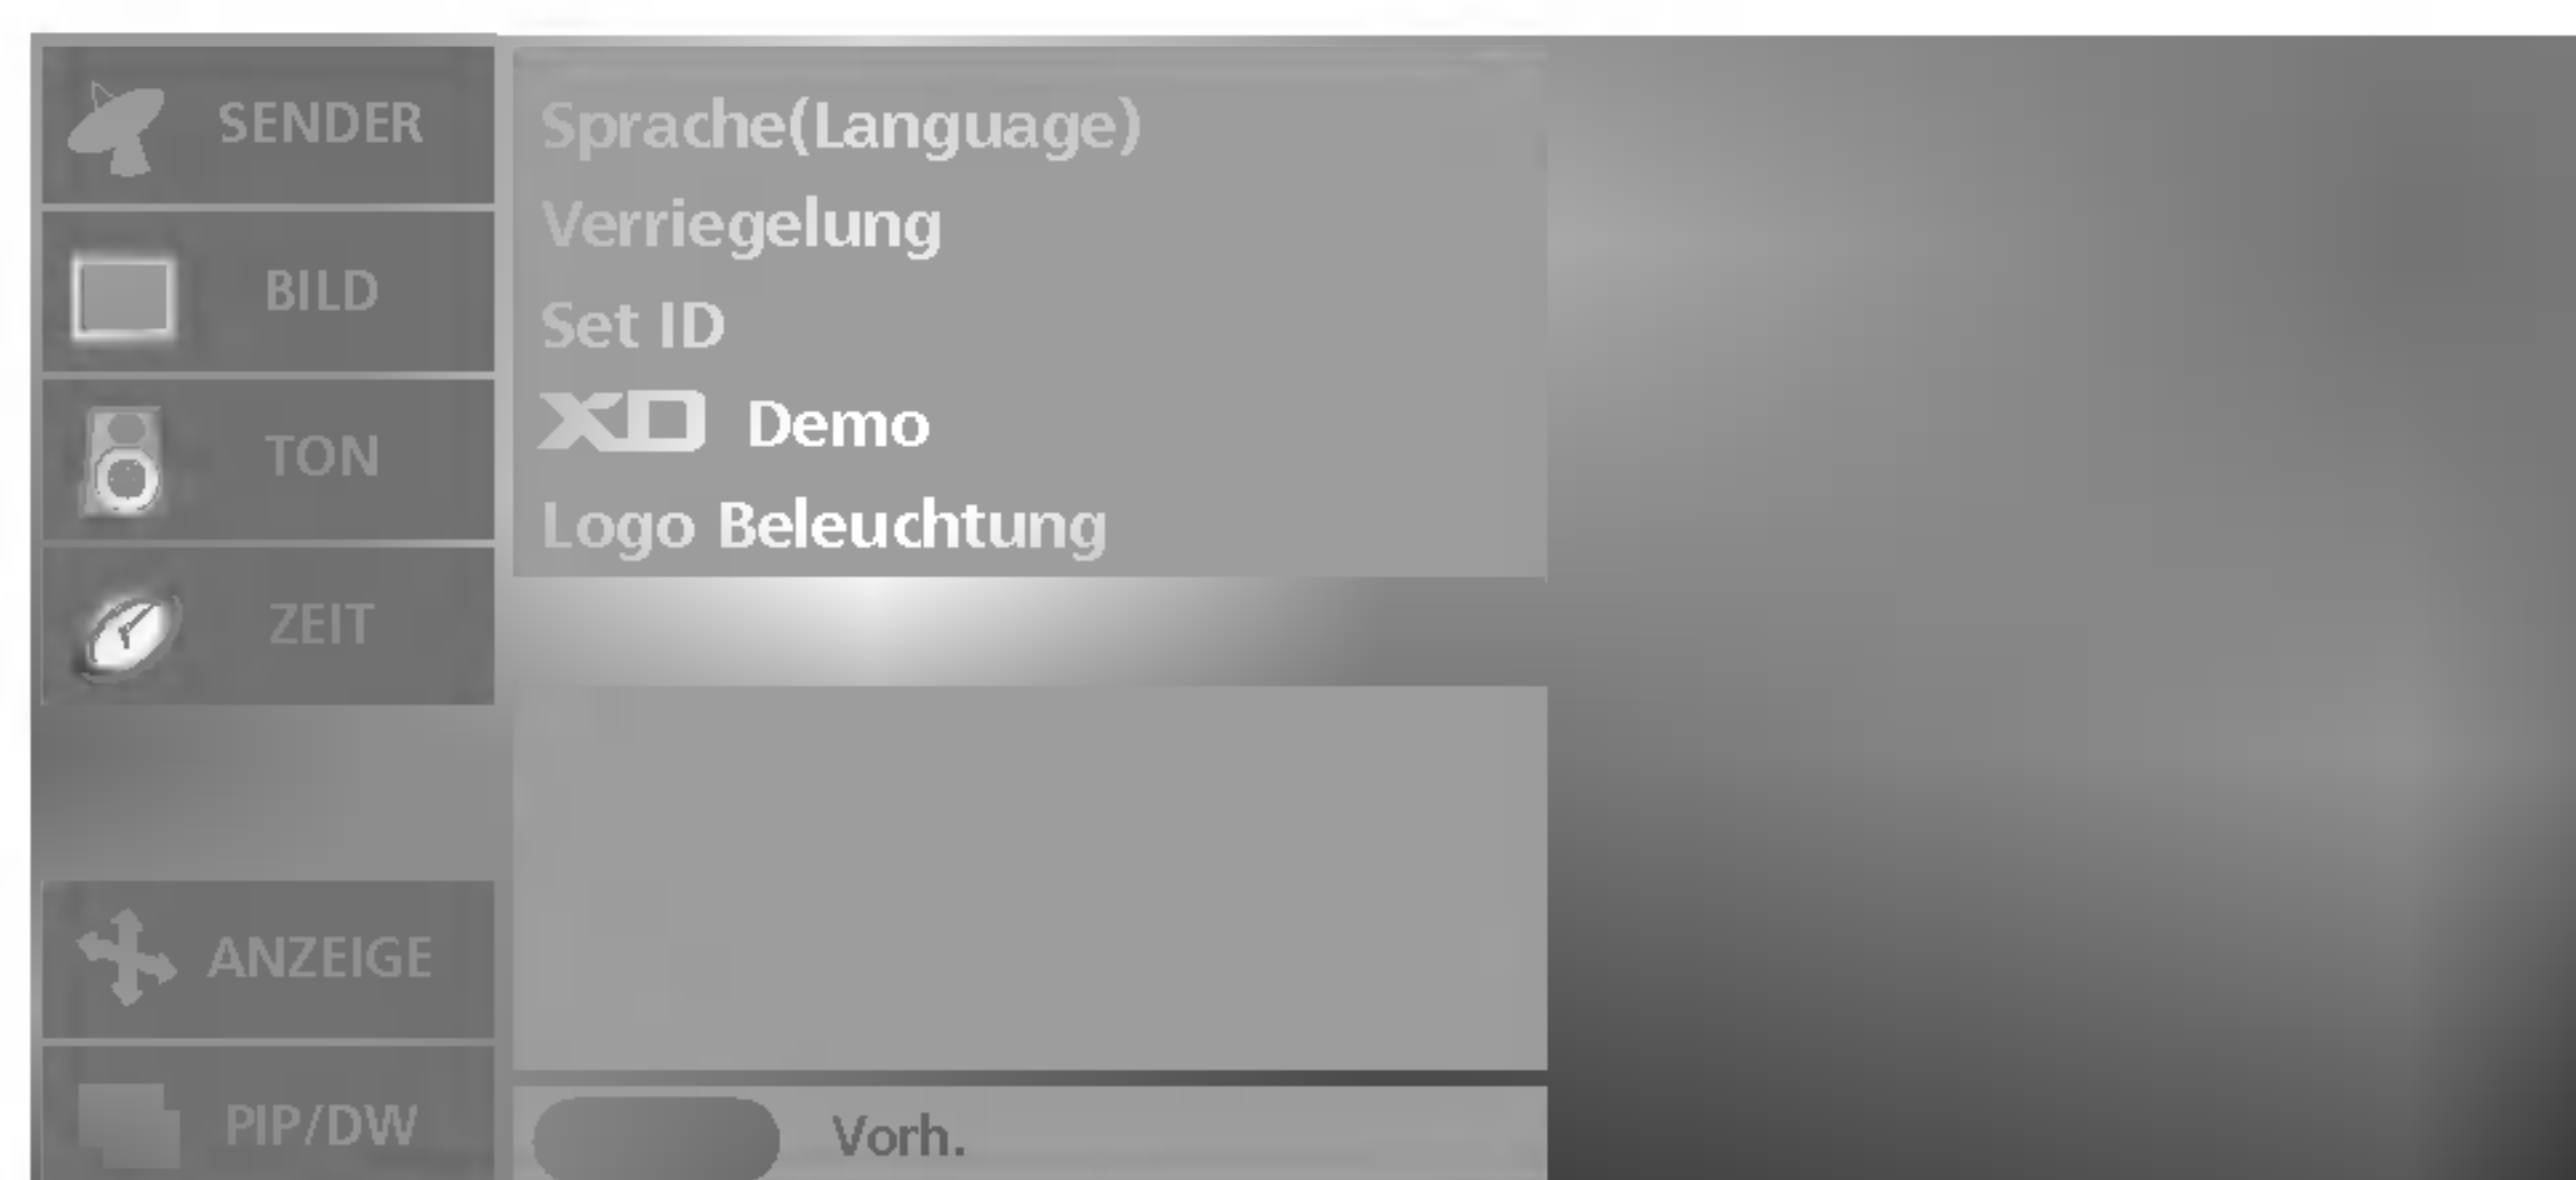 SENDER
BILD
TON
ZEIT
ANZEIGE
PIP/DW
Sprache(Language)
Verriegelung
Set ID
XD Demo
Logo Beleuchtung
Vorh.